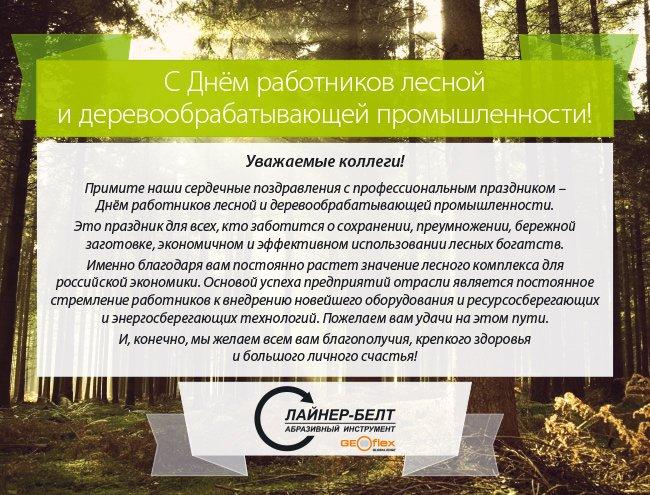 С Днём работников лесной
и деревообрабатывающей промышленности!
Уважаемые коллеги!
Примите наши сердечные поздравления с профессиональным праздником –
Днём работников лесной и деревообрабатывающей промышленности.
Это праздник для всех, кто заботится о сохранении, преумножении, бережной
заготовке, экономичном и эффективном использовании лесных богатств.
Именно благодаря вам постоянно растет значение лесного комплекса для
российской экономики. Основой успеха предприятий отрасли является постоянное
стремление работников к внедрению новейшего оборудования и ресурсосберегающих
и энергосберегающих технологий. Пожелаем вам удачи на этом пути.
И, конечно, мы желаем всем вам благополучия, крепкого здоровья
и большого личного счастья!
ЛАЙНЕР-БЕЛТ
АБРАЗИВНЫЙ ИНСТРУМЕНТ
GEOflex
GLOBALEDGE